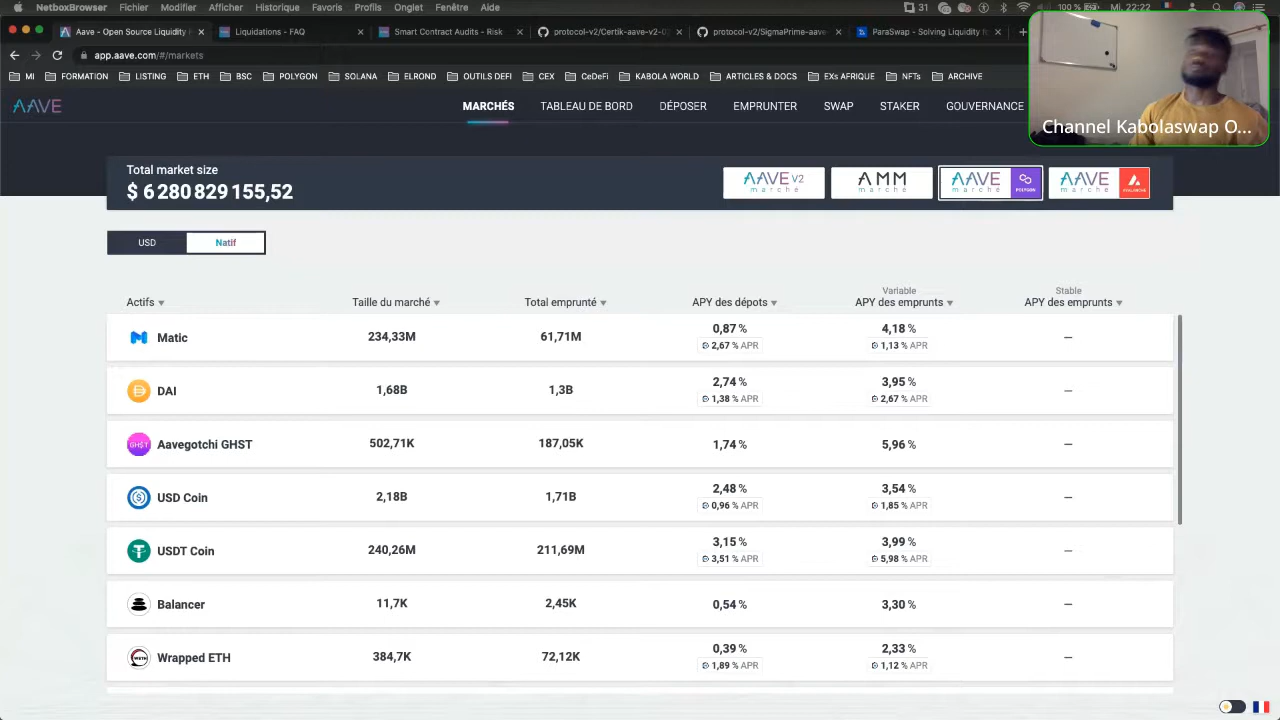 NetboxBrowser Fichier Modifier Afficher Historique Favoris Profils Onglet Fenêtre Aide 31 100 % Mi. 22:22
Aave - Open Source Liquidity Liquidations - FAQ Smart Contract Audits - Risk protocol-v2/Certik-aave-v2-0 protocol-v2/SigmaPrime-aave- ParaSwap - Solving Liquidity f
app.aave.com/#/markets
MI FORMATION LISTING ETH BSC POLYGON SOLANA ELROND OUTILS DEFI CEX CeDeFi KABOLA WORLD ARTICLES & DOCS EXs AFRIQUE NFTs ARCHIVE
AAVE MARCHÉS TABLEAU DE BORD DÉPOSER EMPRUNTER SWAP STAKER GOUVERNANCE
Channel Kabolaswap O...
Total market size
$ 6 280 829 155,52
AAVE V2 marché
AMM marché
AAVE marché POLYGON
AAVE marché AVALANCHE
USD Natif
Actifs Taille du marché Total emprunté APY des dépots Variable APY des emprunts Stable APY des emprunts
Matic 234,33M 61,71M 0,87 % 4,18 % —
2,67 % APR 1,13 % APR
DAI 1,68B 1,3B 2,74 % 3,95 % —
1,38 % APR 2,67 % APR
GHST Aavegotchi GHST 502,71K 187,05K 1,74 % 5,96 % —
USD Coin 2,18B 1,71B 2,48 % 3,54 % —
0,96 % APR 1,85 % APR
USDT Coin 240,26M 211,69M 3,15 % 3,99 % —
3,51 % APR 5,98 % APR
Balancer 11,7K 2,45K 0,54 % 3,30 % —
WETH Wrapped ETH 384,7K 72,12K 0,39 % 2,33 % —
1,89 % APR 1,12 % APR